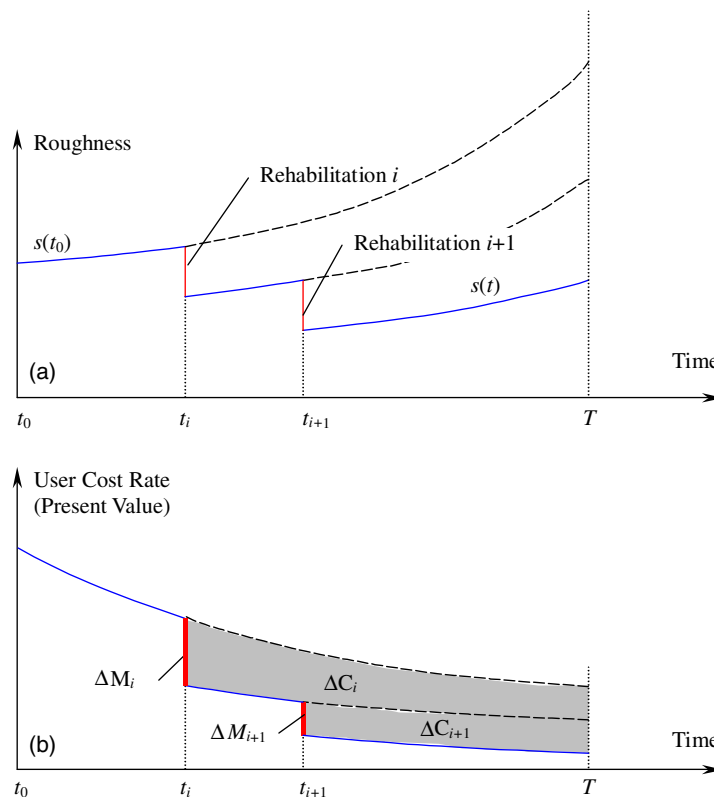 Roughness
Rehabilitation i
s(t₀)
Rehabilitation i+1
s(t)
(a)
Time
t₀
tᵢ
tᵢ₊₁
T
User Cost Rate
(Present Value)
ΔMᵢ
ΔCᵢ
ΔMᵢ₊₁
ΔCᵢ₊₁
(b)
Time
t₀
tᵢ
tᵢ₊₁
T